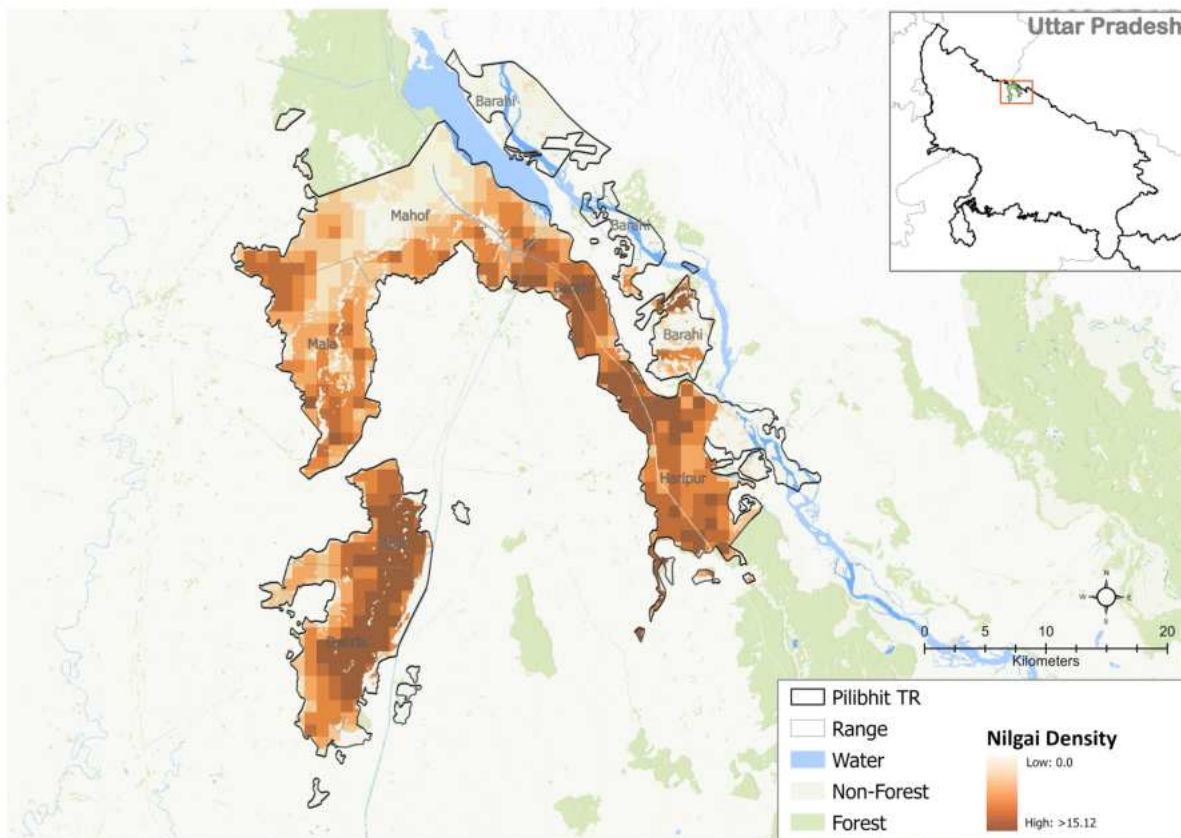 Uttar Pradesh
Barahi
Mahof
Barahi
Barahi
Barahi
Mala
Haripur
N
W
E
S
0 5 10 20
Kilometers
Pilibhit TR
Range
Water
Non-Forest
Forest
Nilgai Density
Low: 0.0
High: >15.12